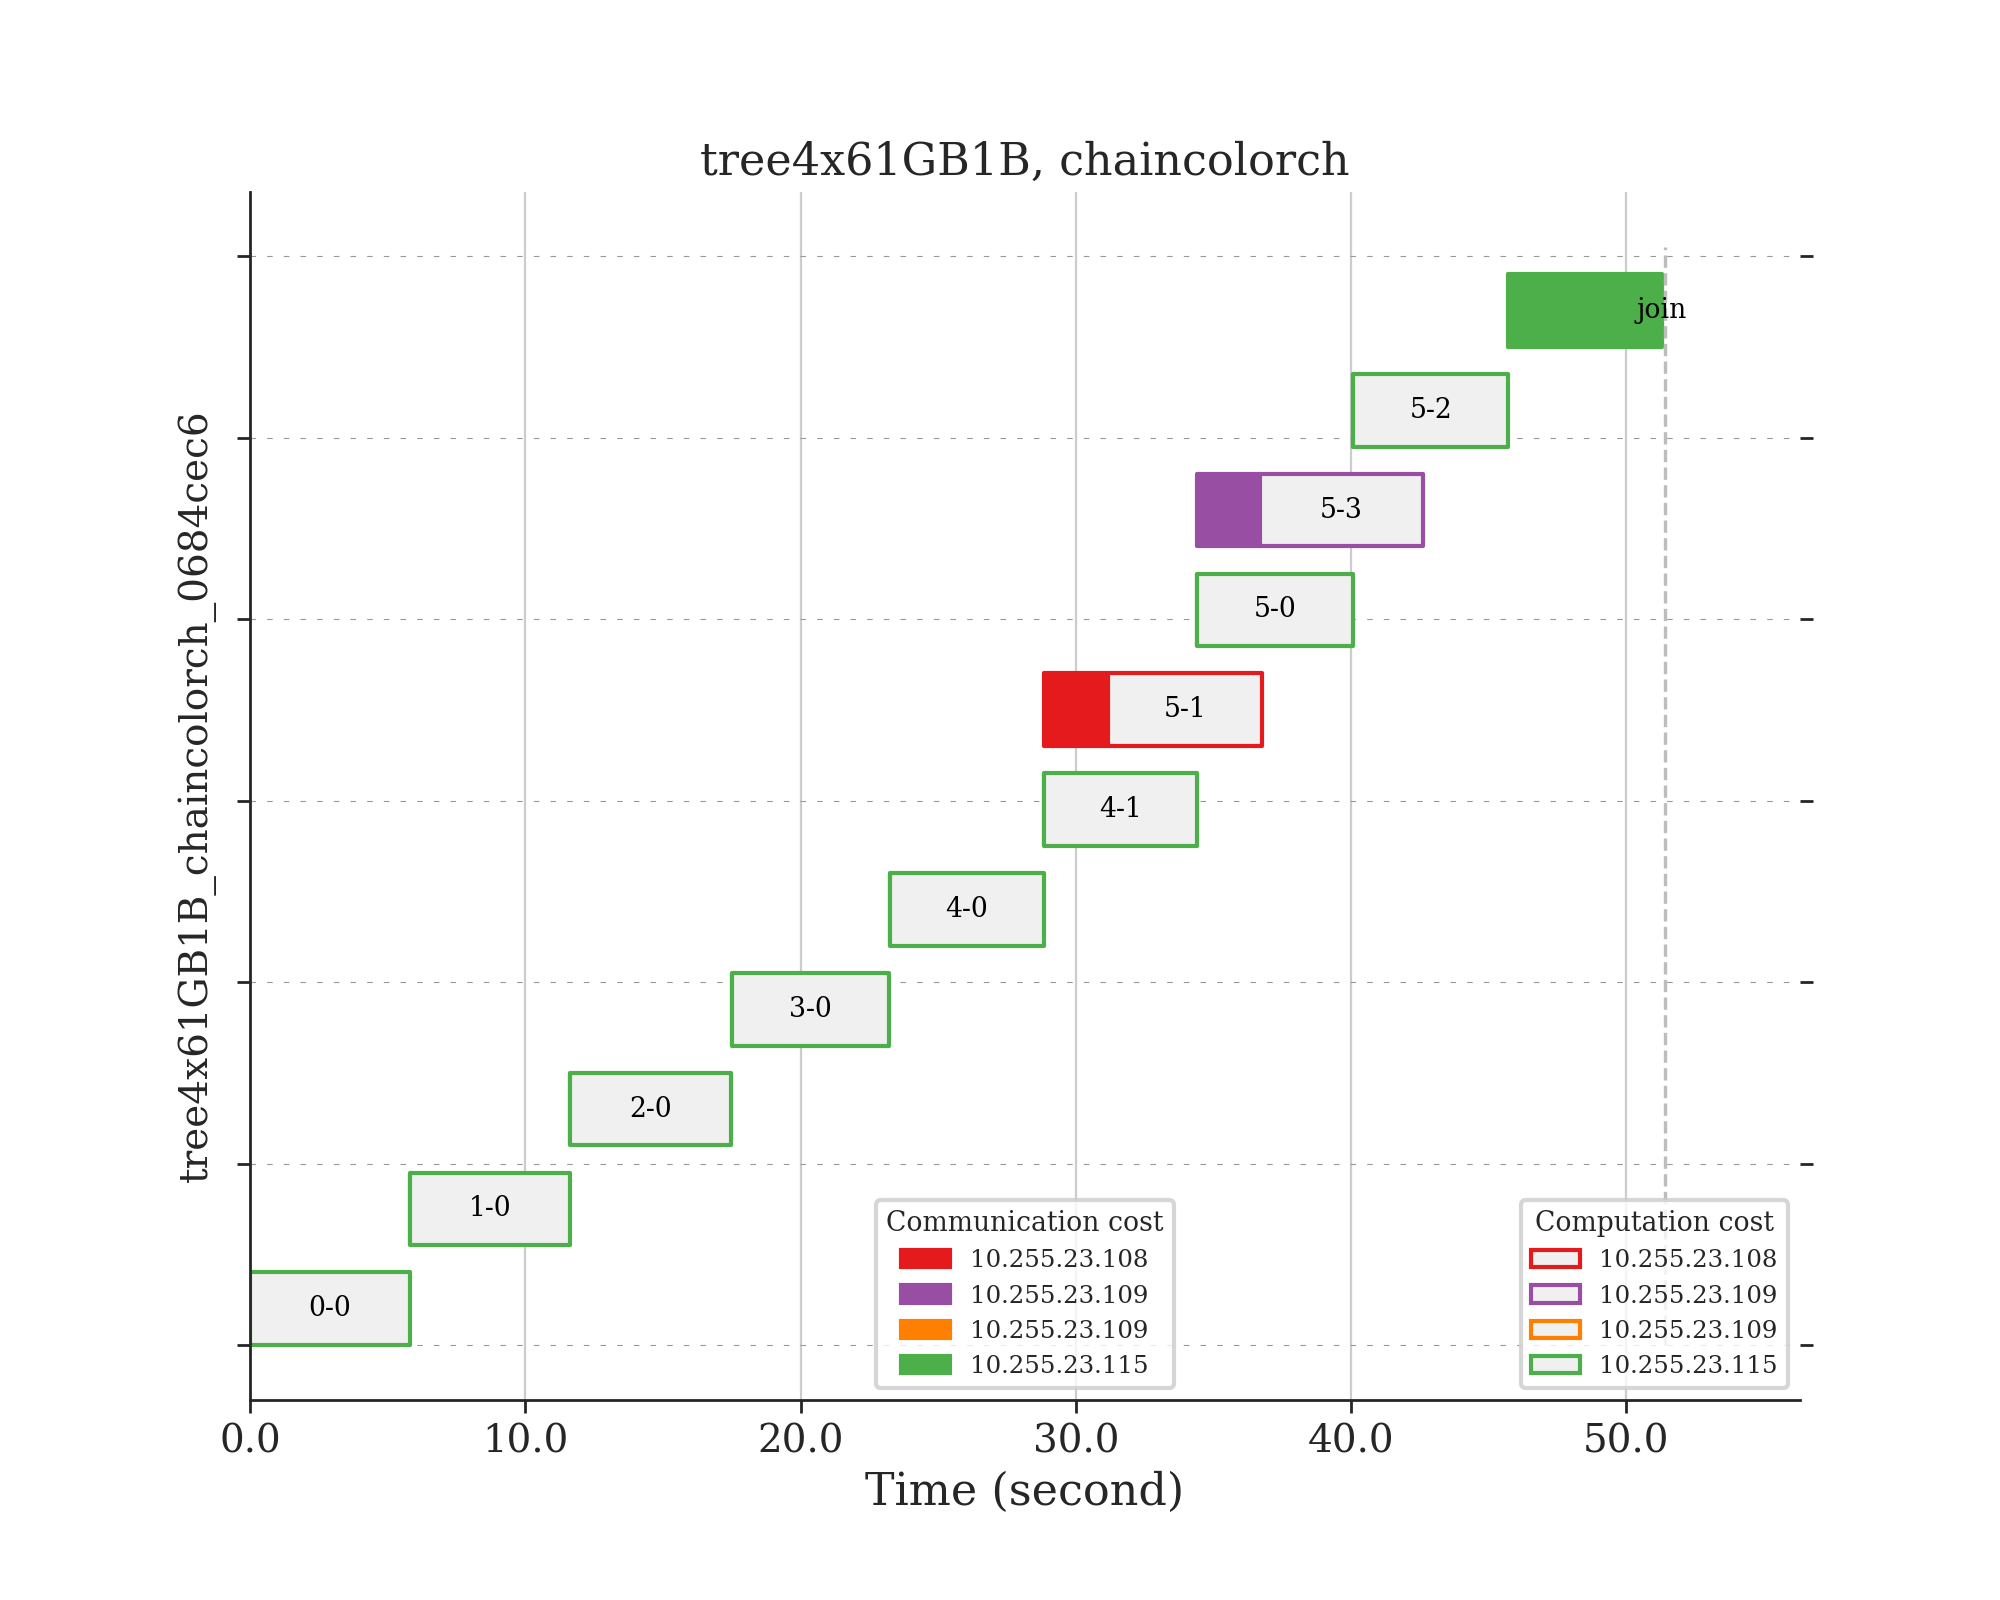 tree4x61GB1B, chaincolorch
tree4x61GB1B_chaincolorch_0684cec6
join
5-2
5-3
5-0
5-1
4-1
4-0
3-0
2-0
1-0
0-0
Communication cost
10.255.23.108
10.255.23.109
10.255.23.109
10.255.23.115
Computation cost
10.255.23.108
10.255.23.109
10.255.23.109
10.255.23.115
0.0 10.0 20.0 30.0 40.0 50.0
Time (second)